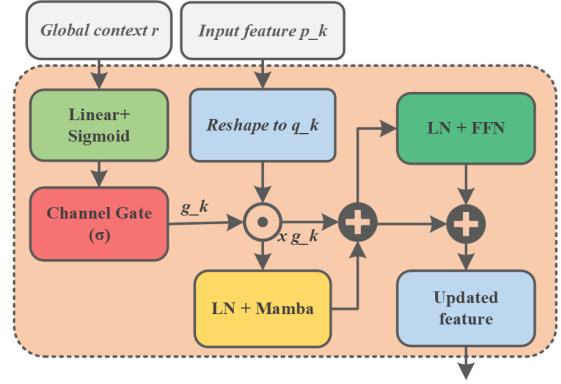 Global context r
Input feature p_k
Linear+
Sigmoid
Reshape to q_k
LN + FFN
Channel Gate
(σ)
g_k
x g_k
LN + Mamba
Updated
feature